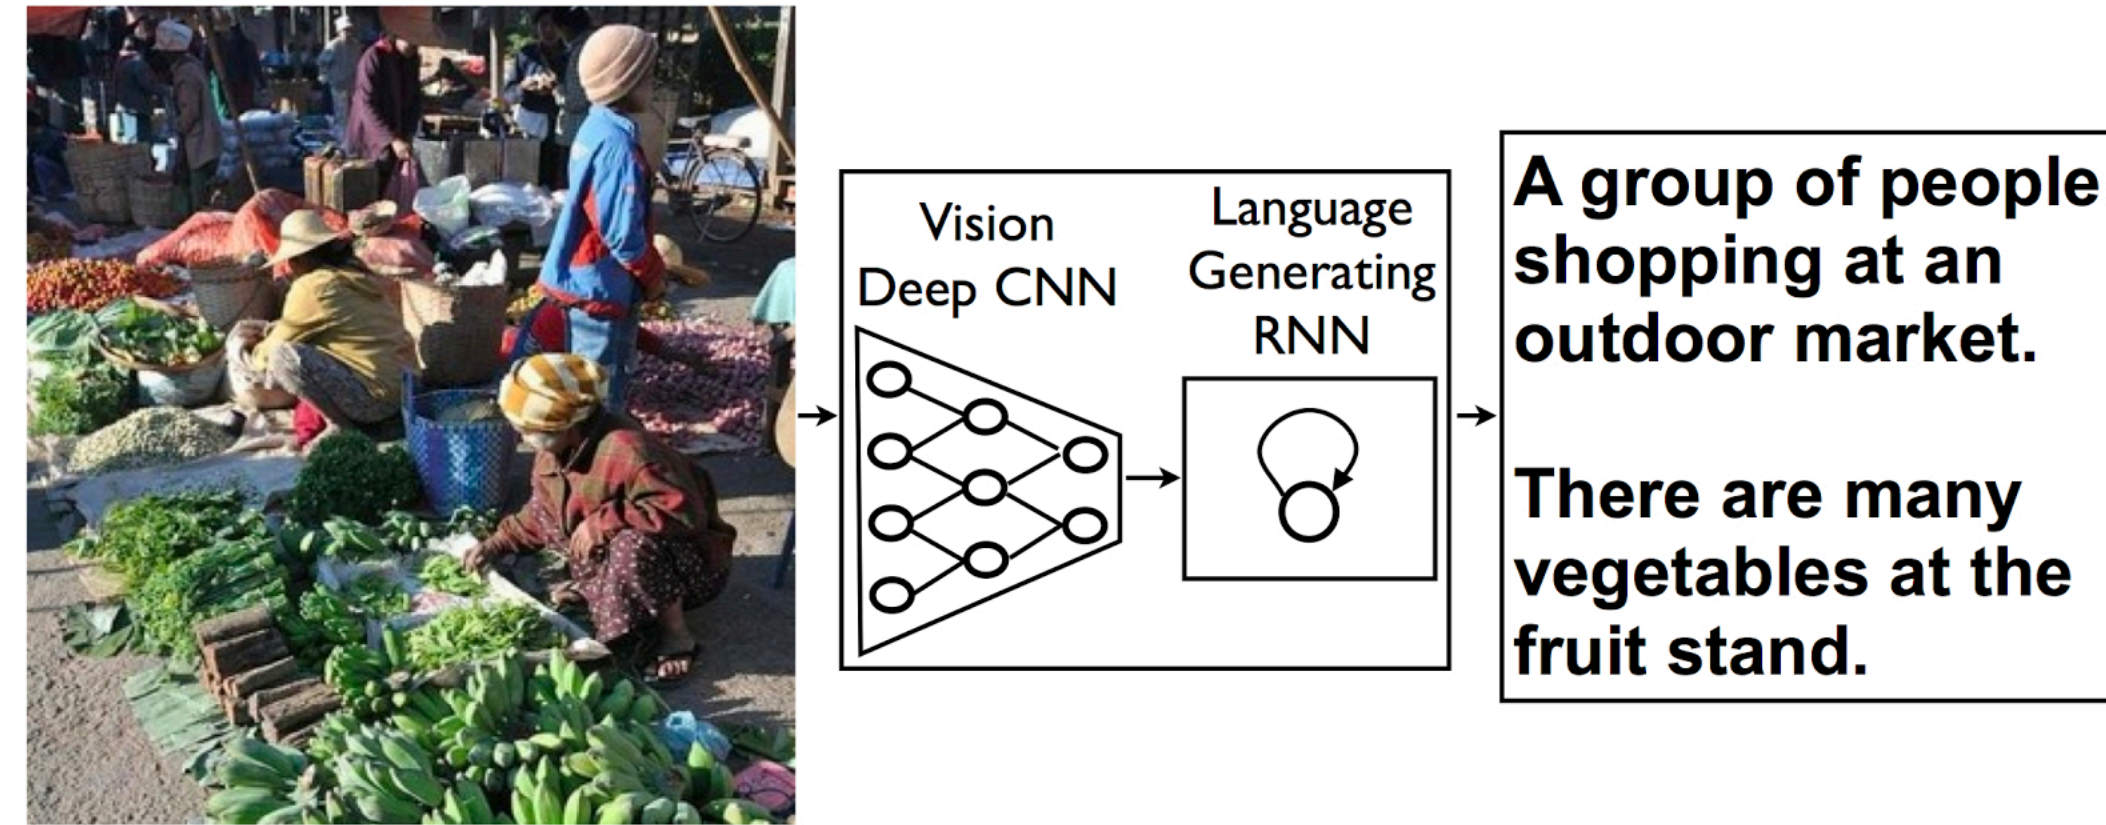 Vision
Deep CNN
Language
Generating
RNN
A group of people
shopping at an
outdoor market.
There are many
vegetables at the
fruit stand.